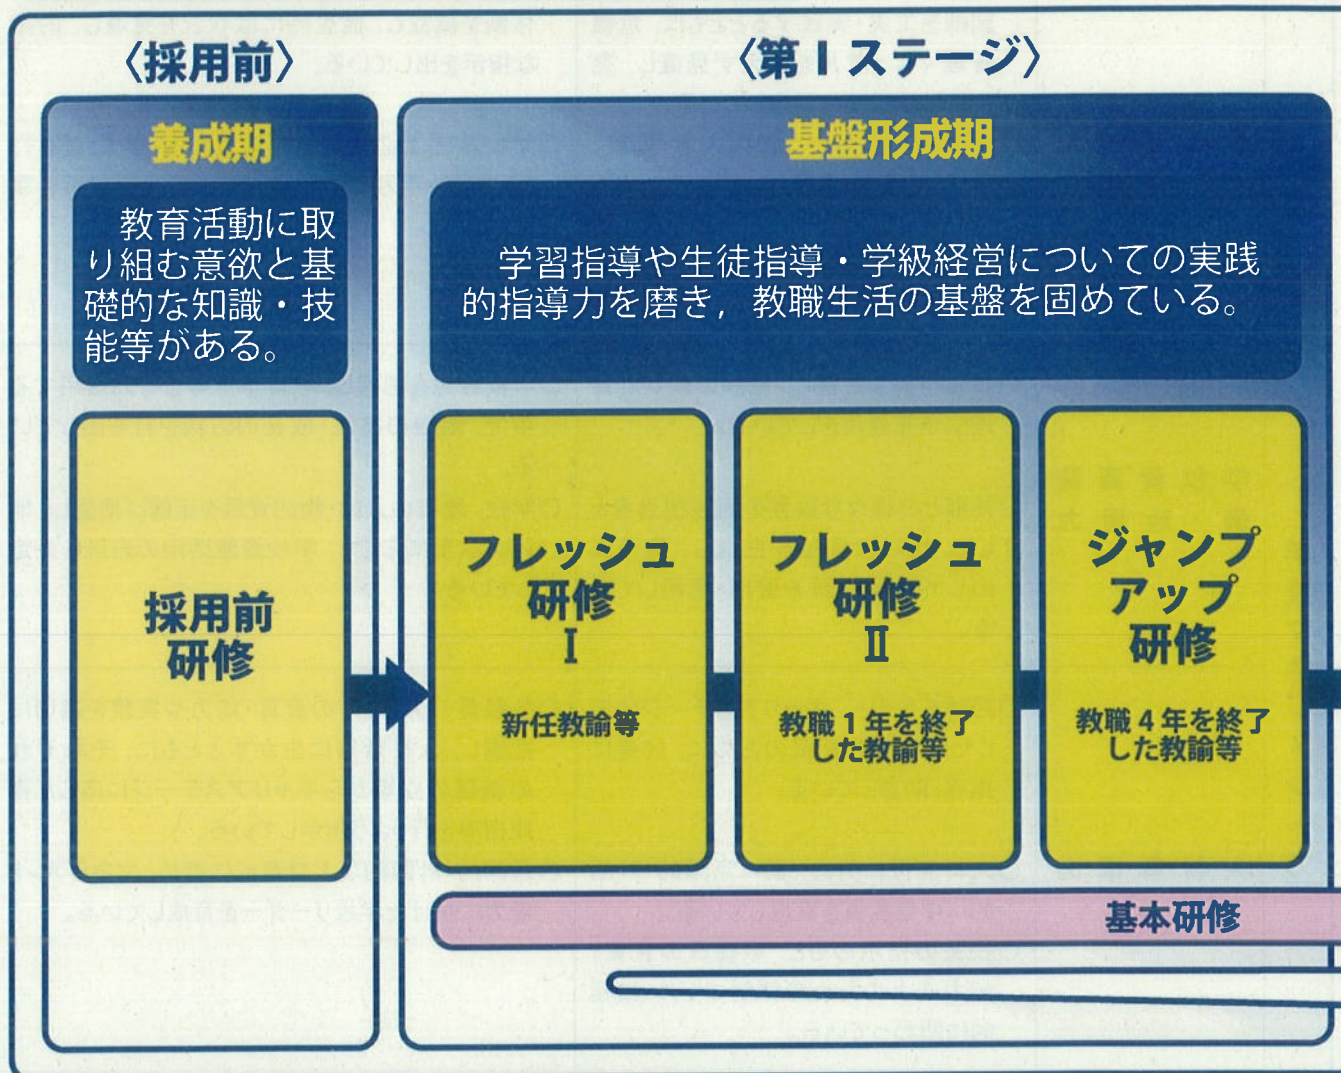 〈採用前〉
養成期
教育活動に取
り組む意欲と基
礎的な知識・技
能等がある。
採用前
研修
〈第Ⅰステージ〉
基盤形成期
学習指導や生徒指導・学級経営についての実践
的指導力を磨き，教職生活の基盤を固めている。
フレッシュ
研修
Ⅰ
新任教諭等
フレッシュ
研修
Ⅱ
教職１年を終了
した教諭等
ジャンプ
アップ
研修
教職４年を終了
した教諭等
基本研修